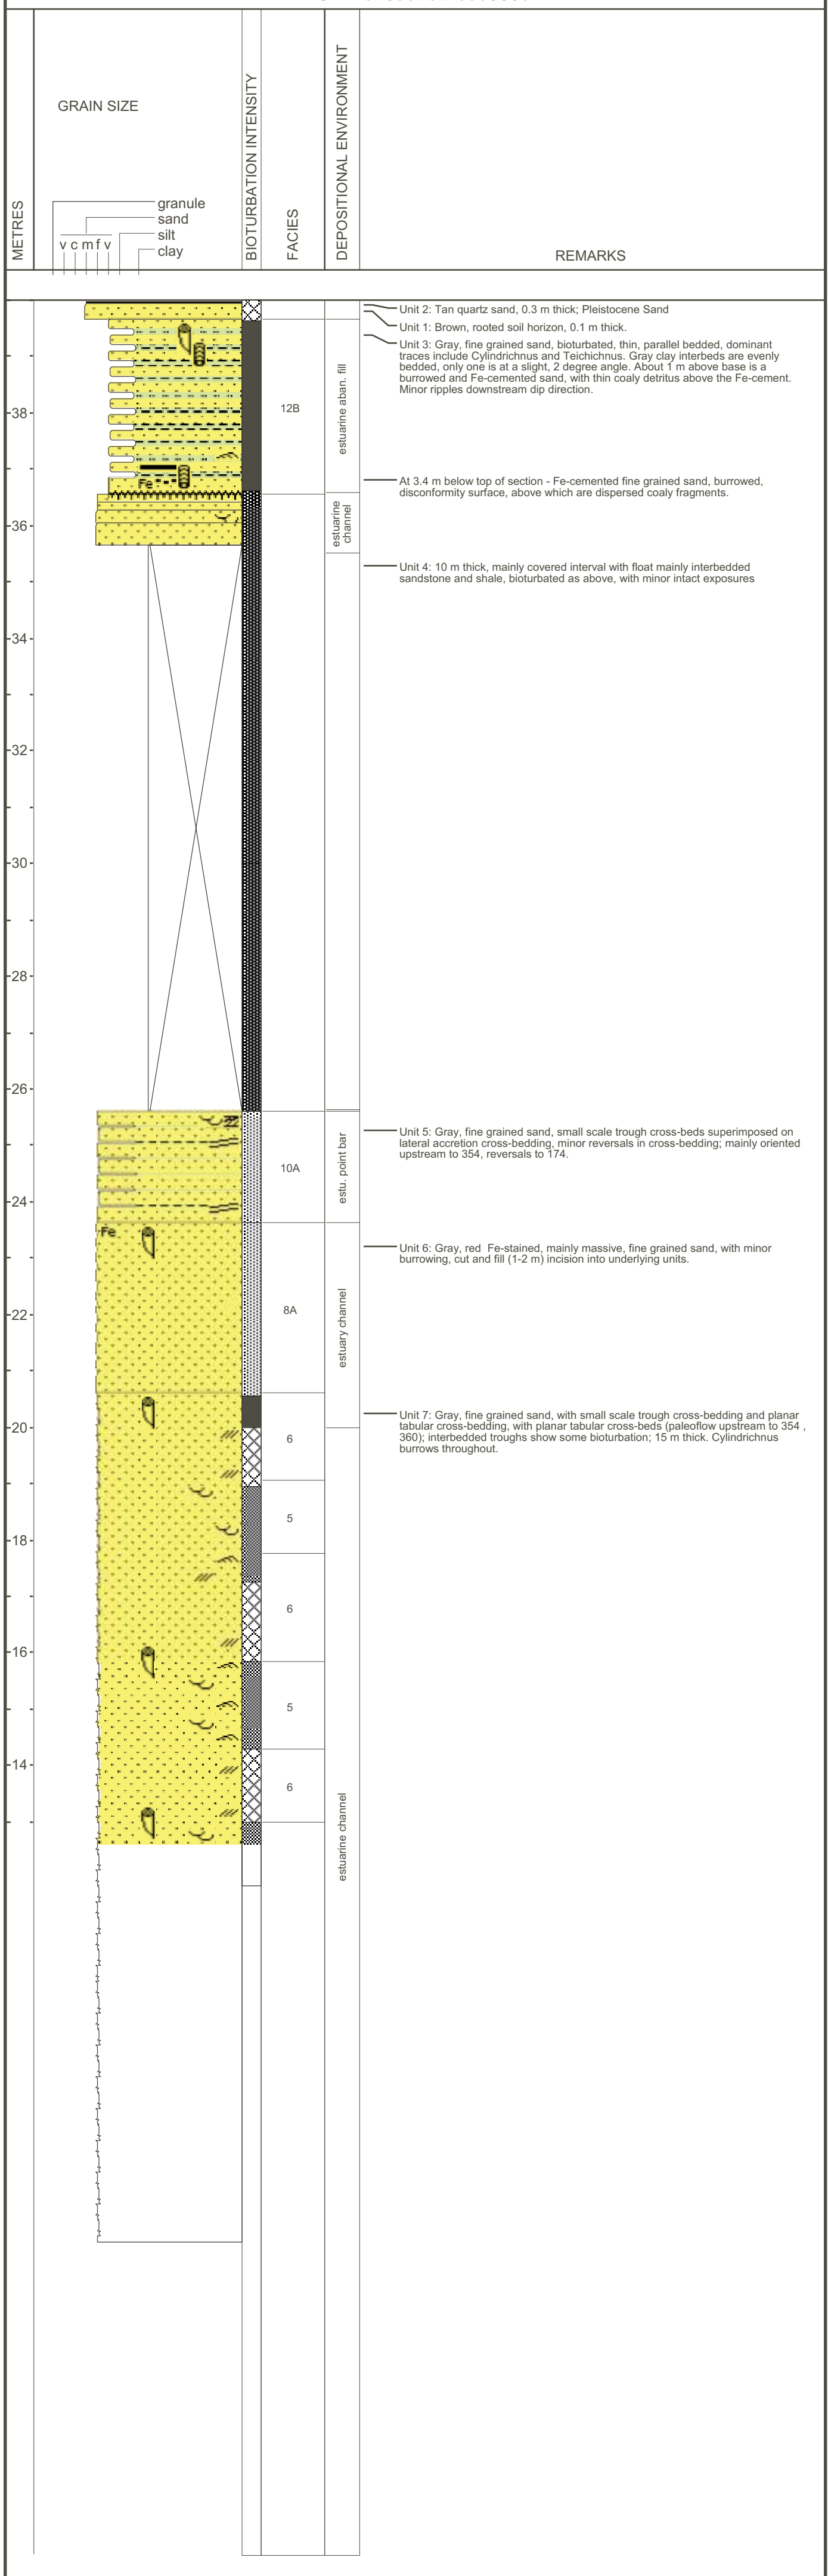 METRES
GRAIN SIZE
granule
sand
silt
clay
v c m f v
BIOTURBATION INTENSITY
FACIES
DEPOSITIONAL ENVIRONMENT
REMARKS
Unit 2: Tan quartz sand, 0.3 m thick; Pleistocene Sand
Unit 1: Brown, rooted soil horizon, 0.1 m thick.
Unit 3: Gray, fine grained sand, bioturbated, thin, parallel bedded, dominant
traces include Cylindrichnus and Teichichnus. Gray clay interbeds are evenly
bedded, only one is at a slight, 2 degree angle. About 1 m above base is a
burrowed and Fe-cemented sand, with thin coaly detritus above the Fe-cement.
Minor ripples downstream dip direction.
38
12B
estuarine aban. fill
Fe
At 3.4 m below top of section - Fe-cemented fine grained sand, burrowed,
disconformity surface, above which are dispersed coaly fragments.
36
estuarine
channel
Unit 4: 10 m thick, mainly covered interval with float mainly interbedded
sandstone and shale, bioturbated as above, with minor intact exposures
34
32
30
28
26
Unit 5: Gray, fine grained sand, small scale trough cross-beds superimposed on
lateral accretion cross-bedding, minor reversals in cross-bedding; mainly oriented
upstream to 354, reversals to 174.
10A
estu. point bar
24
Fe
Unit 6: Gray, red Fe-stained, mainly massive, fine grained sand, with minor
burrowing, cut and fill (1-2 m) incision into underlying units.
22
8A
estuary channel
20
Unit 7: Gray, fine grained sand, with small scale trough cross-bedding and planar
tabular cross-bedding, with planar tabular cross-beds (paleoflow upstream to 354 ,
360); interbedded troughs show some bioturbation; 15 m thick. Cylindrichnus
burrows throughout.
6
5
18
6
16
5
14
6
estuarine channel